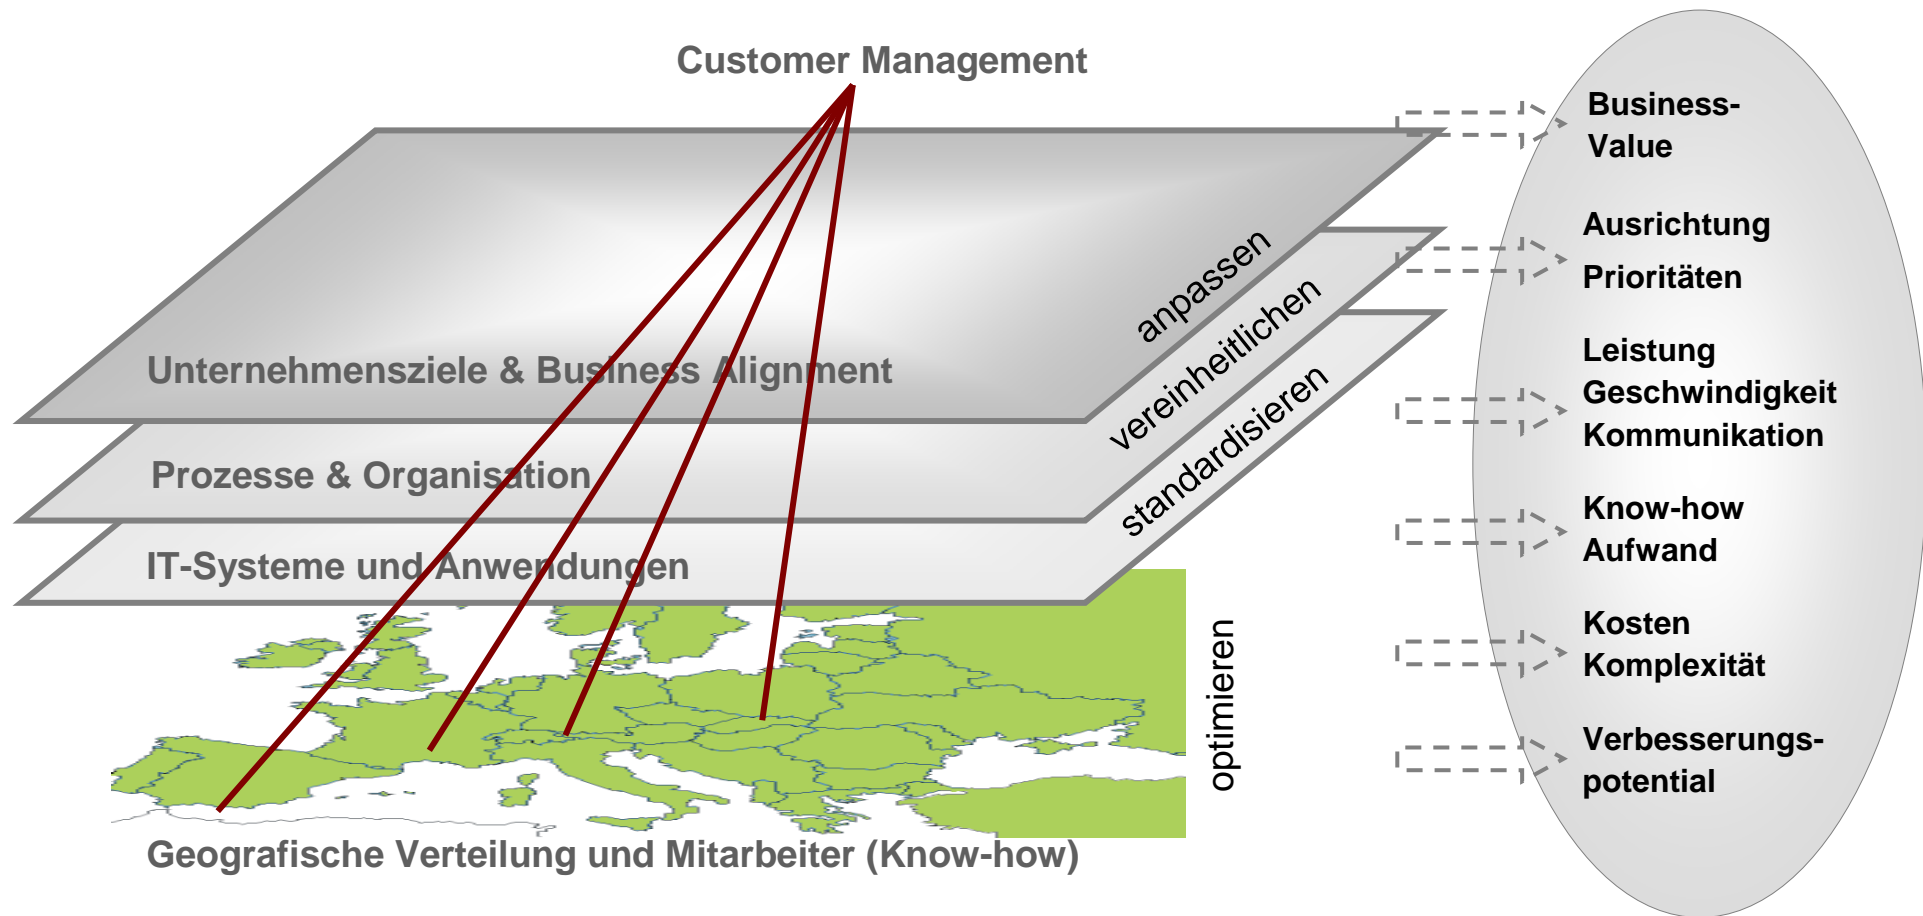 Customer Management
Unternehmensziele & Business Alignment
anpassen
Prozesse & Organisation
vereinheitlichen
IT-Systeme und Anwendungen
standardisieren
optimieren
Geografische Verteilung und Mitarbeiter (Know-how)
Business-
Value
Ausrichtung
Prioritäten
Leistung
Geschwindigkeit
Kommunikation
Know-how
Aufwand
Kosten
Komplexität
Verbesserungs-
potential